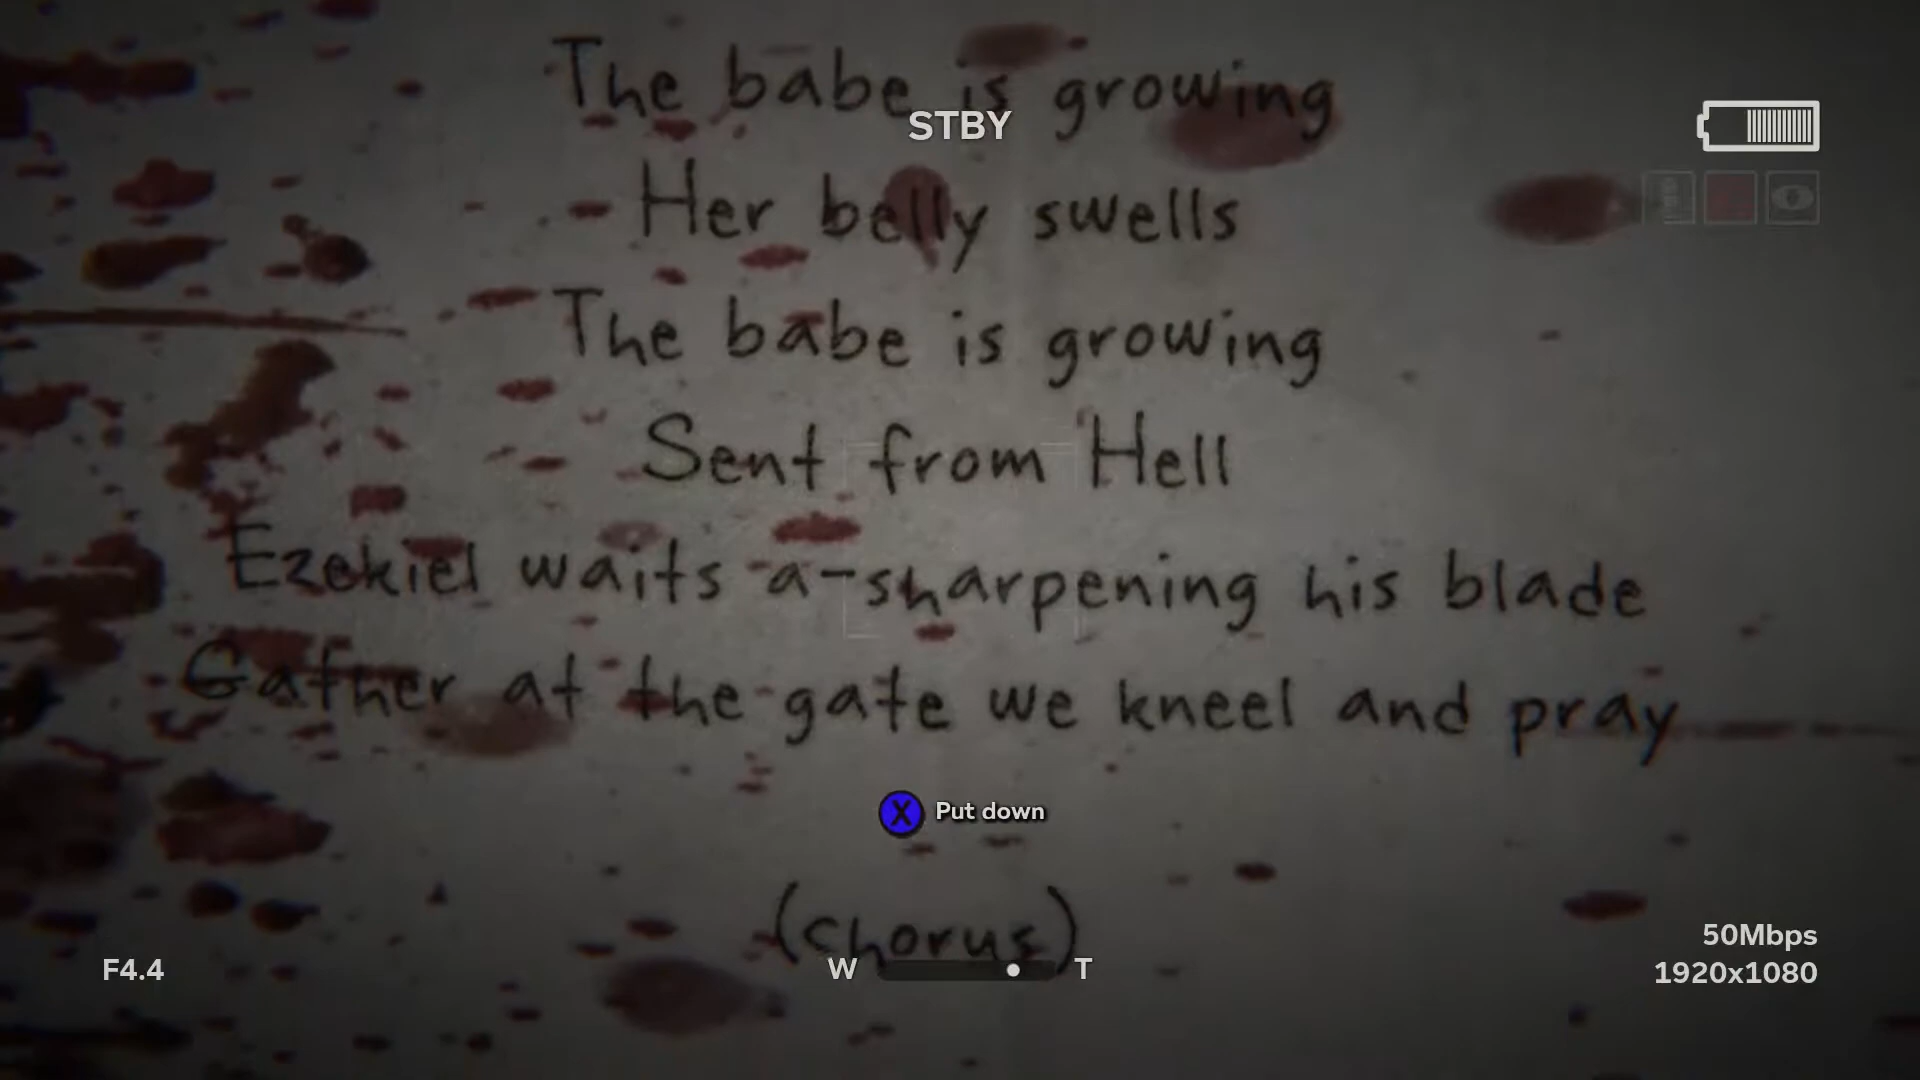 The babe is growing
STBY
Her belly swells
The babe is growing
Sent from Hell
Ezekiel waits a-sharpening his blade
Gather at the gate we kneel and pray
X Put down
(chorus)
F4.4
W T
50Mbps
1920x1080